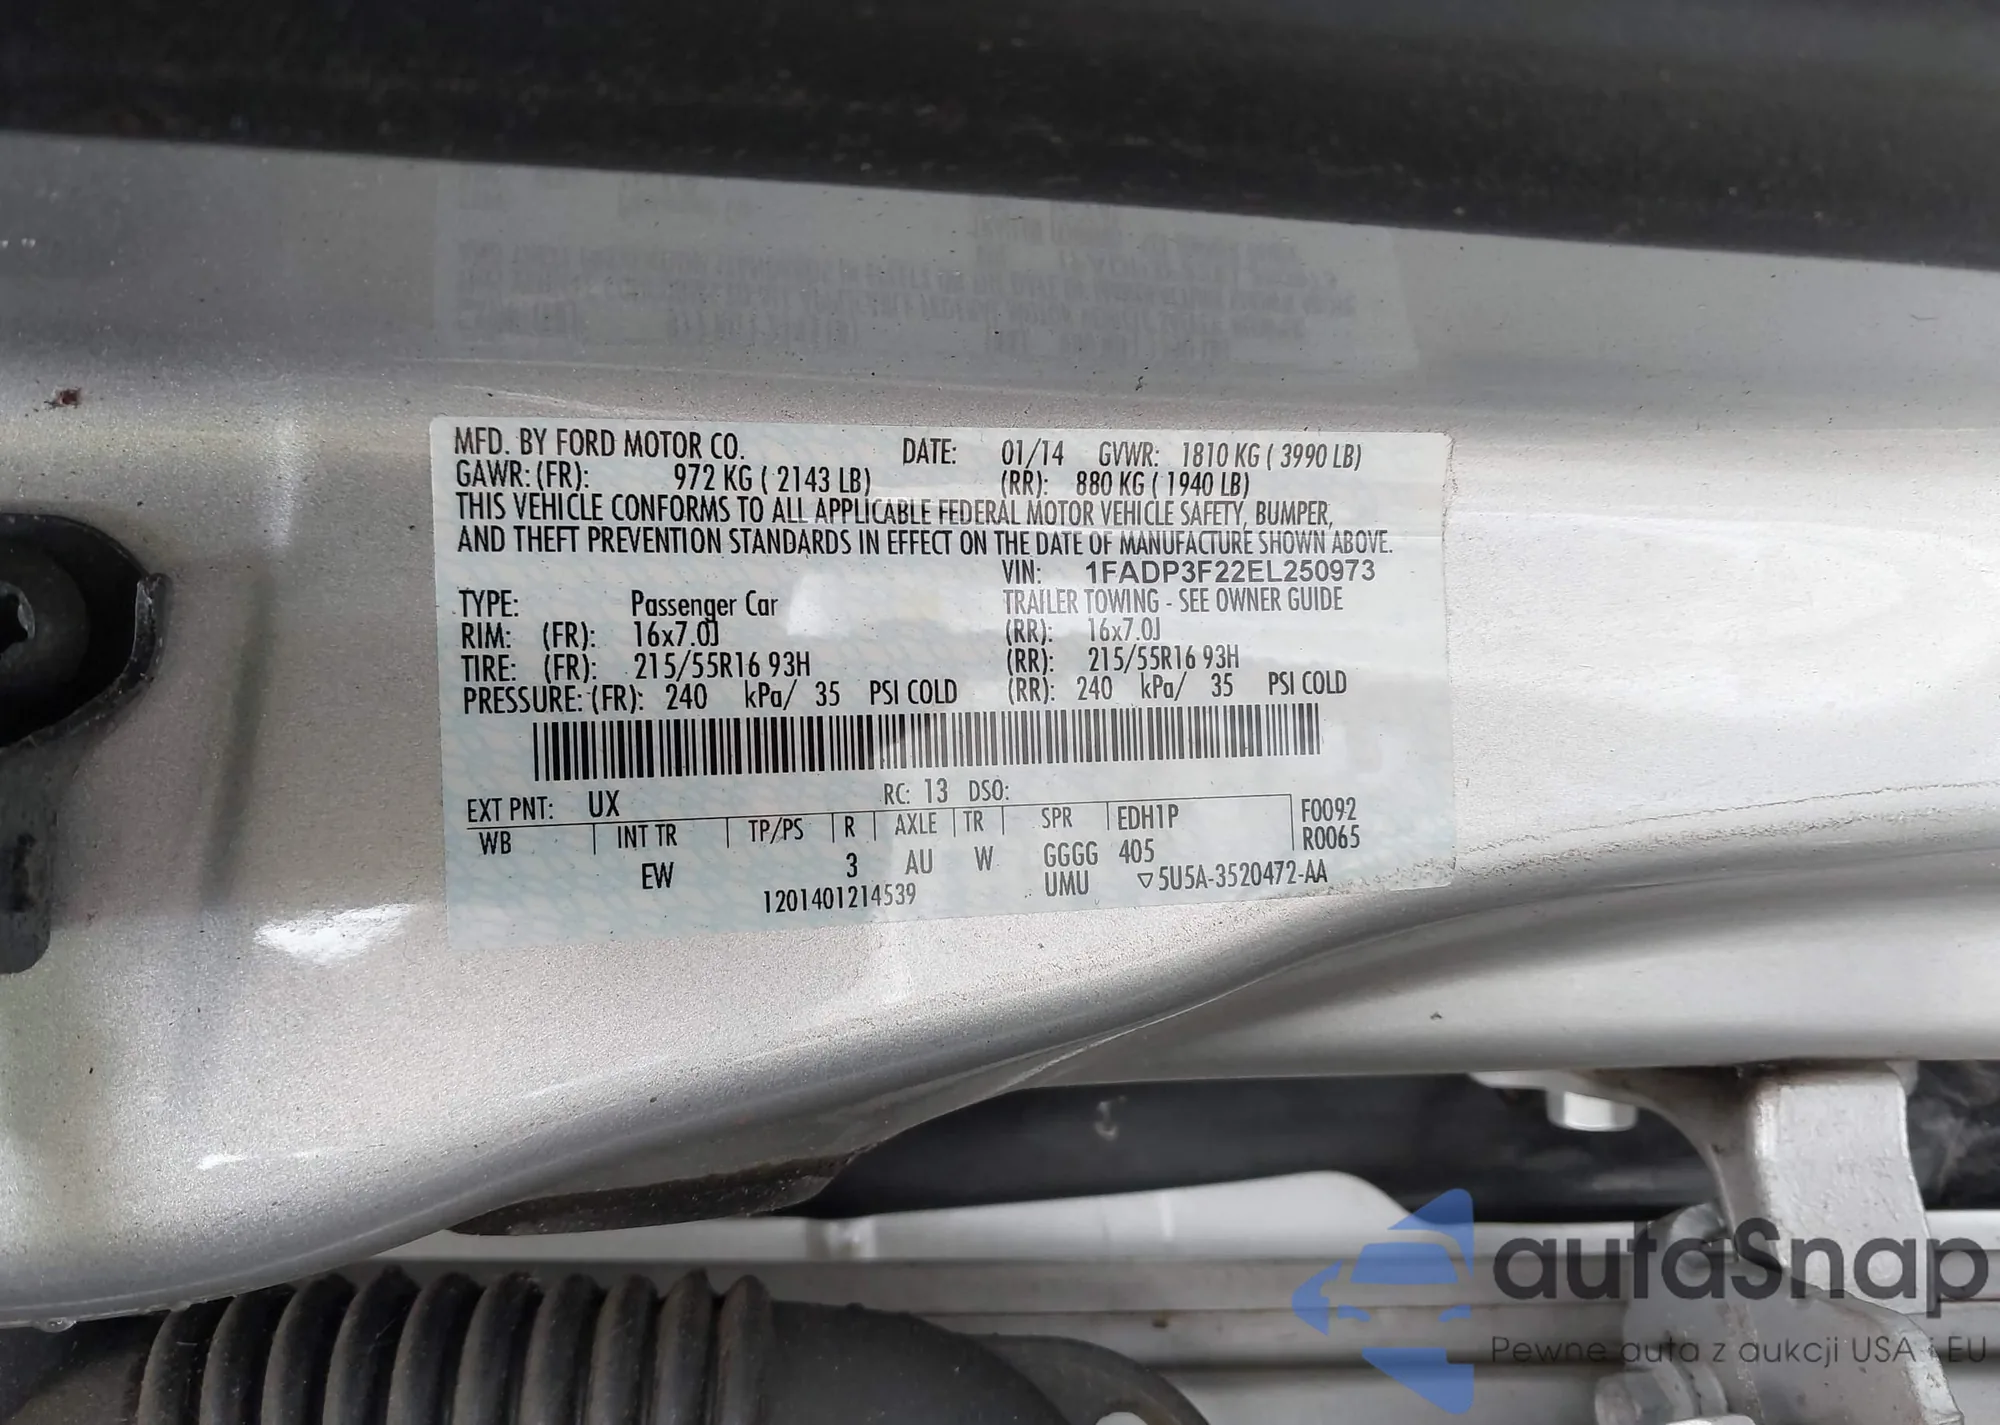 MFD. BY FORD MOTOR CO. DATE: 01/14 GVWR: 1810 KG ( 3990 LB)
GAWR: (FR): 972 KG ( 2143 LB) (RR): 880 KG ( 1940 LB)
THIS VEHICLE CONFORMS TO ALL APPLICABLE FEDERAL MOTOR VEHICLE SAFETY, BUMPER,
AND THEFT PREVENTION STANDARDS IN EFFECT ON THE DATE OF MANUFACTURE SHOWN ABOVE.
VIN: 1FADP3F22EL250973
TYPE: Passenger Car TRAILER TOWING - SEE OWNER GUIDE
RIM: (FR): 16x7.0J (RR): 16x7.0J
TIRE: (FR): 215/55R16 93H (RR): 215/55R16 93H
PRESSURE: (FR): 240 kPa/ 35 PSI COLD (RR): 240 kPa/ 35 PSI COLD
EXT PNT: UX RC: 13 DSO:
WB INT TR TP/PS R AXLE TR SPR EDH1P F0092
EW 3 AU W GGGG 405 R0065
1201401214539 UMU ▽5U5A-3520472-AA
autaSnap
Pewne auta z aukcji USA i EU